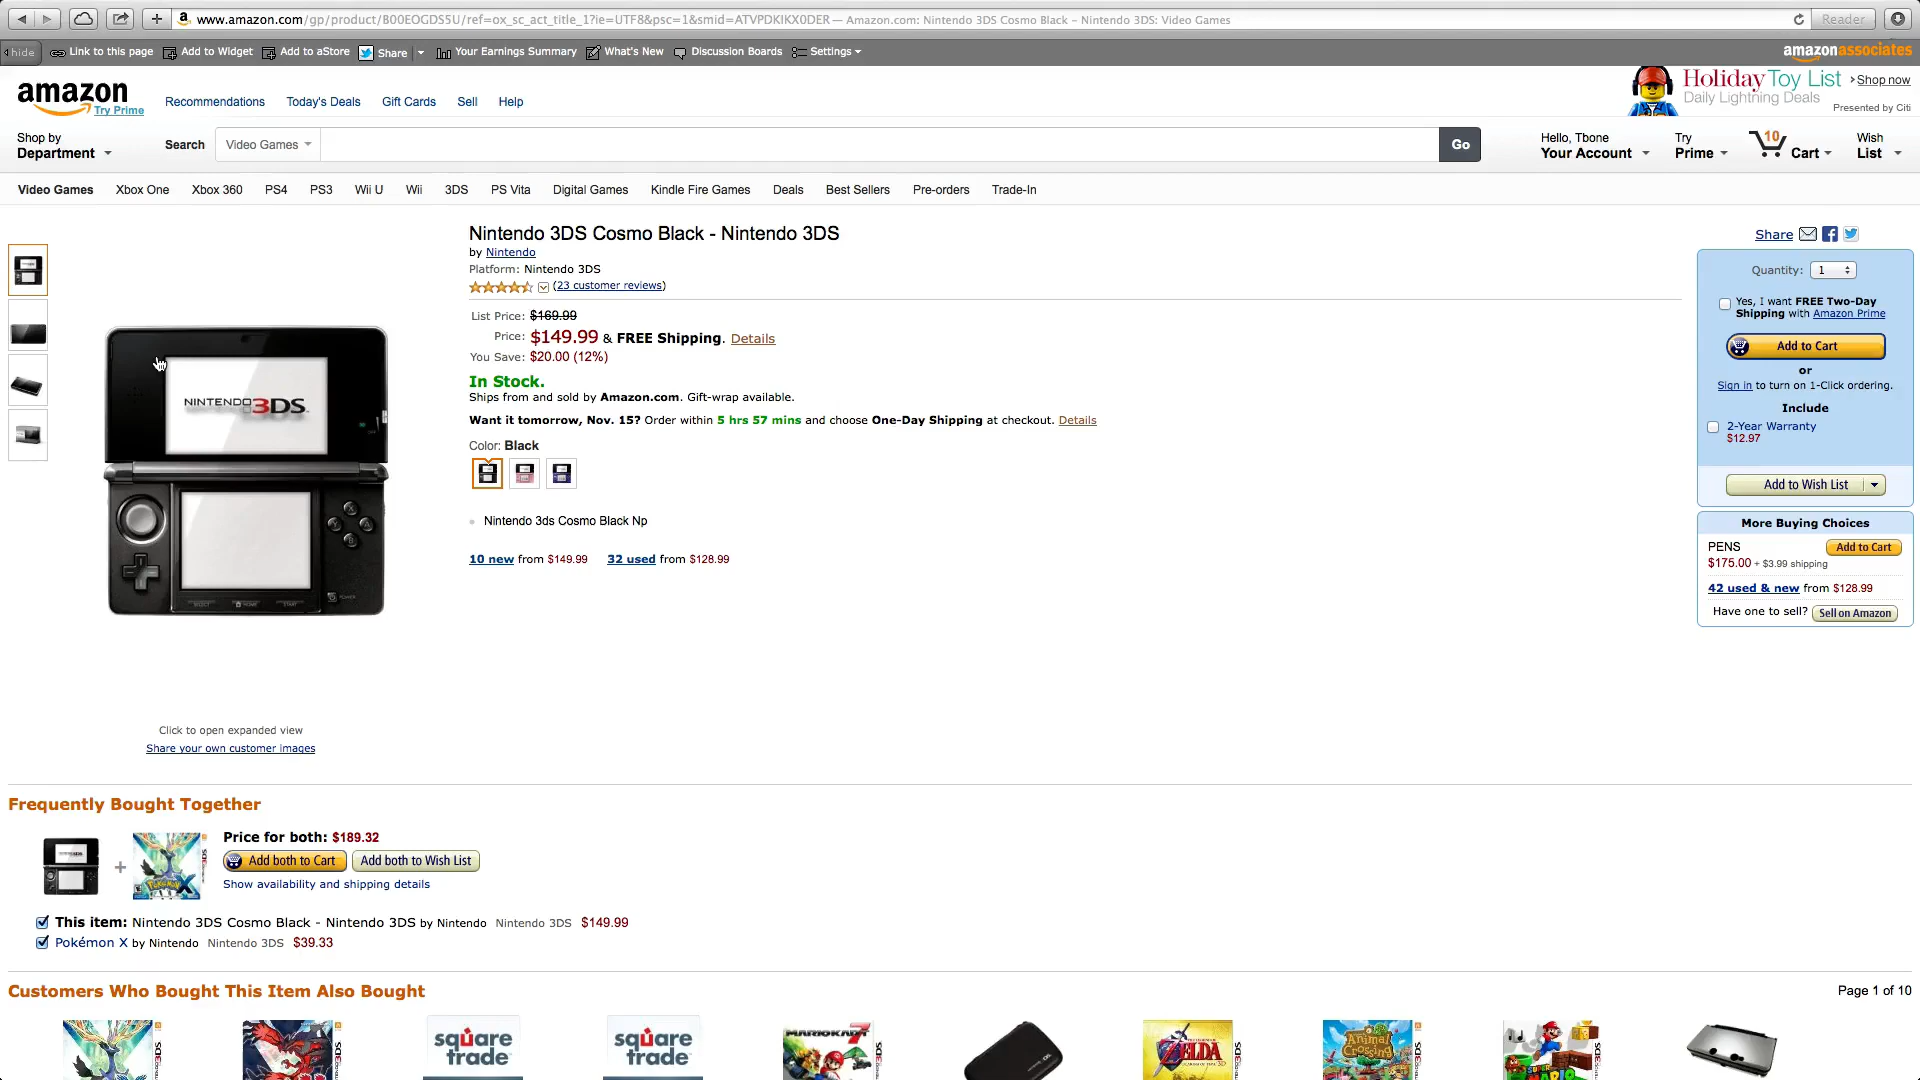 www.amazon.com/gp/product/B00EOGDS5U/ref=ox_sc_act_title_1?ie=UTF8&psc=1&smid=ATVPDKIKX0DER — Amazon.com: Nintendo 3DS Cosmo Black – Nintendo 3DS: Video Games
Reader
hide Link to this page Add to Widget Add to aStore Share Your Earnings Summary What's New Discussion Boards Settings
amazonassociates
amazon
Try Prime
Recommendations Today's Deals Gift Cards Sell Help
Holiday Toy List
Daily Lightning Deals
Shop now
Presented by Citi
Shop by
Department
Search Video Games Go
Hello, Tbone
Your Account
Try
Prime
10
Cart
Wish
List
Video Games Xbox One Xbox 360 PS4 PS3 Wii U Wii 3DS PS Vita Digital Games Kindle Fire Games Deals Best Sellers Pre-orders Trade-In
Nintendo 3DS Cosmo Black - Nintendo 3DS
by Nintendo
Platform: Nintendo 3DS
(23 customer reviews)
List Price: $169.99
Price: $149.99 & FREE Shipping. Details
You Save: $20.00 (12%)
In Stock.
Ships from and sold by Amazon.com. Gift-wrap available.
Want it tomorrow, Nov. 15? Order within 5 hrs 57 mins and choose One-Day Shipping at checkout. Details
Color: Black
Nintendo 3ds Cosmo Black Np
10 new from $149.99 32 used from $128.99
NINTENDO3DS
X
Y
A
B
SELECT HOME START
POWER
Click to open expanded view
Share your own customer images
Share
Quantity: 1
Yes, I want FREE Two-Day
Shipping with Amazon Prime
Add to Cart
or
Sign in to turn on 1-Click ordering.
Include
2-Year Warranty
$12.97
Add to Wish List
More Buying Choices
PENS
Add to Cart
$175.00 + $3.99 shipping
42 used & new from $128.99
Have one to sell? Sell on Amazon
Frequently Bought Together
+
POKéMON X
Price for both: $189.32
Add both to Cart Add both to Wish List
Show availability and shipping details
This item: Nintendo 3DS Cosmo Black - Nintendo 3DS by Nintendo Nintendo 3DS $149.99
Pokémon X by Nintendo Nintendo 3DS $39.33
Customers Who Bought This Item Also Bought
Page 1 of 10
square
trade
square
trade
MARIOKART 7
ZELDA
Animal
Crossing
SUPER
MARIO